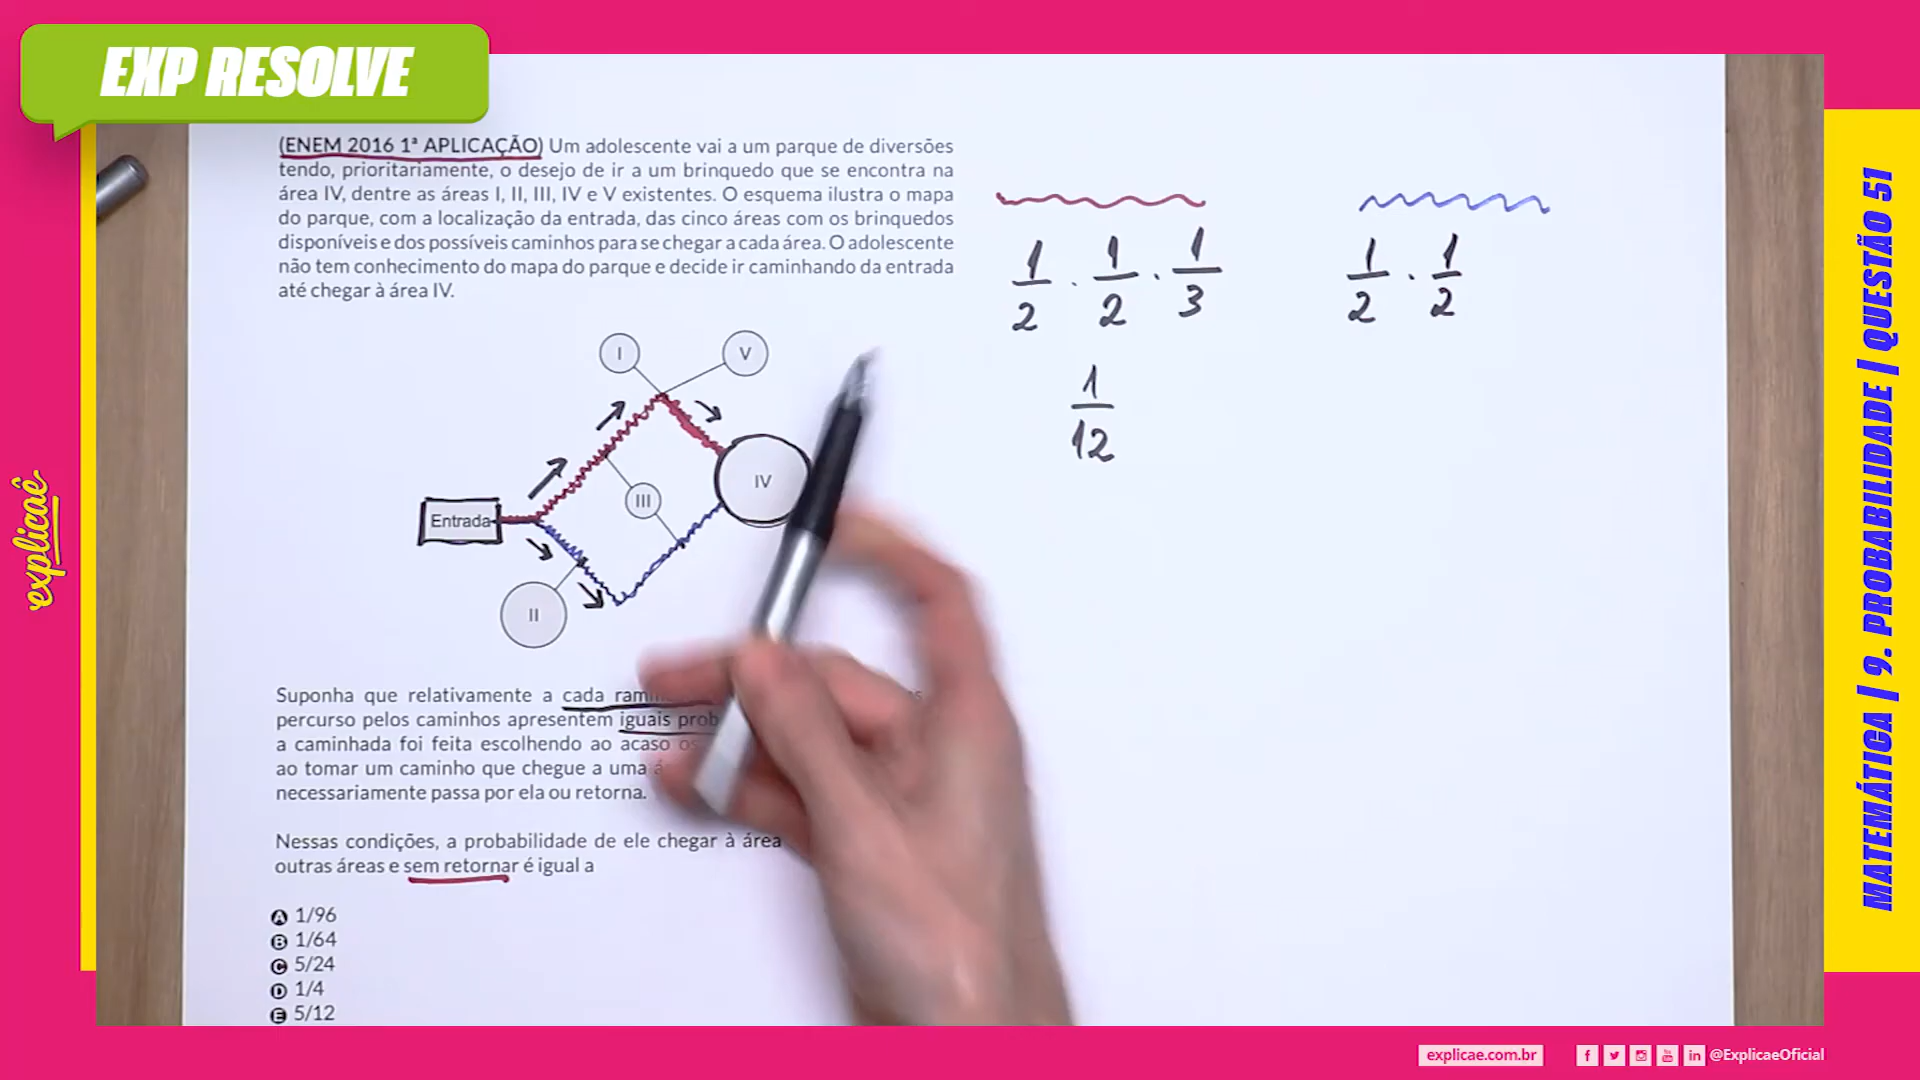 EXP RESOLVE
(ENEM 2016 1ª APLICAÇÃO) Um adolescente vai a um parque de diversões
tendo, prioritariamente, o desejo de ir a um brinquedo que se encontra na
área IV, dentre as áreas I, II, III, IV e V existentes. O esquema ilustra o mapa
do parque, com a localização da entrada, das cinco áreas com os brinquedos
disponíveis e dos possíveis caminhos para se chegar a cada área. O adolescente
não tem conhecimento do mapa do parque e decide ir caminhando da entrada
até chegar à área IV.
I
V
IV
III
Entrada
II
1/2 . 1/2 . 1/3
1/12
1/2 . 1/2
Suponha que relativamente a cada
percurso pelos caminhos apresentem iguais
a caminhada foi feita escolhendo ao acaso
ao tomar um caminho que chegue a uma
necessariamente passa por ela ou retorna.
Nessas condições, a probabilidade de ele chegar à área
outras áreas e sem retornar é igual a
A 1/96
B 1/64
C 5/24
D 1/4
E 5/12
explicaê
MATEMÁTICA | 9. PROBABILIDADE | QUESTÃO 51
explicae.com.br
@ExplicaeOficial